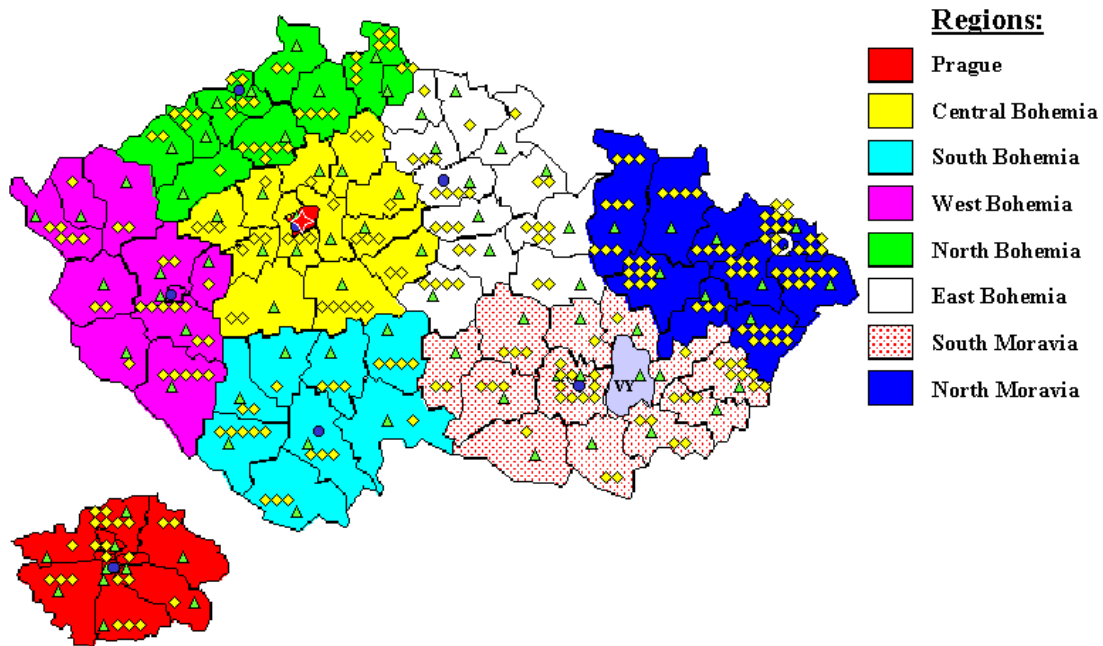 Regions:
Prague
Central Bohemia
South Bohemia
West Bohemia
North Bohemia
East Bohemia
South Moravia
North Moravia
VY